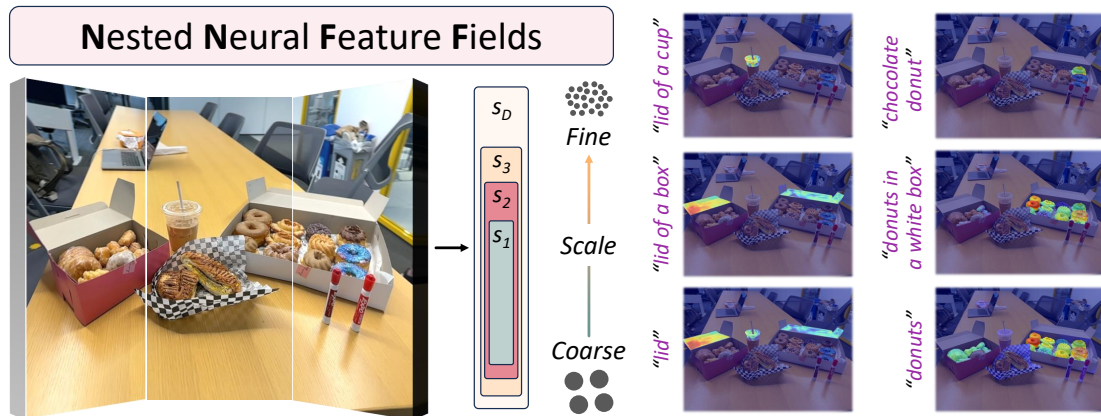 Nested Neural Feature Fields
s_D
s_3
s_2
s_1
Fine
Scale
Coarse
“lid of a cup”
“lid of a box”
“lid”
“chocolate
donut”
“donuts in
a white box”
“donuts”